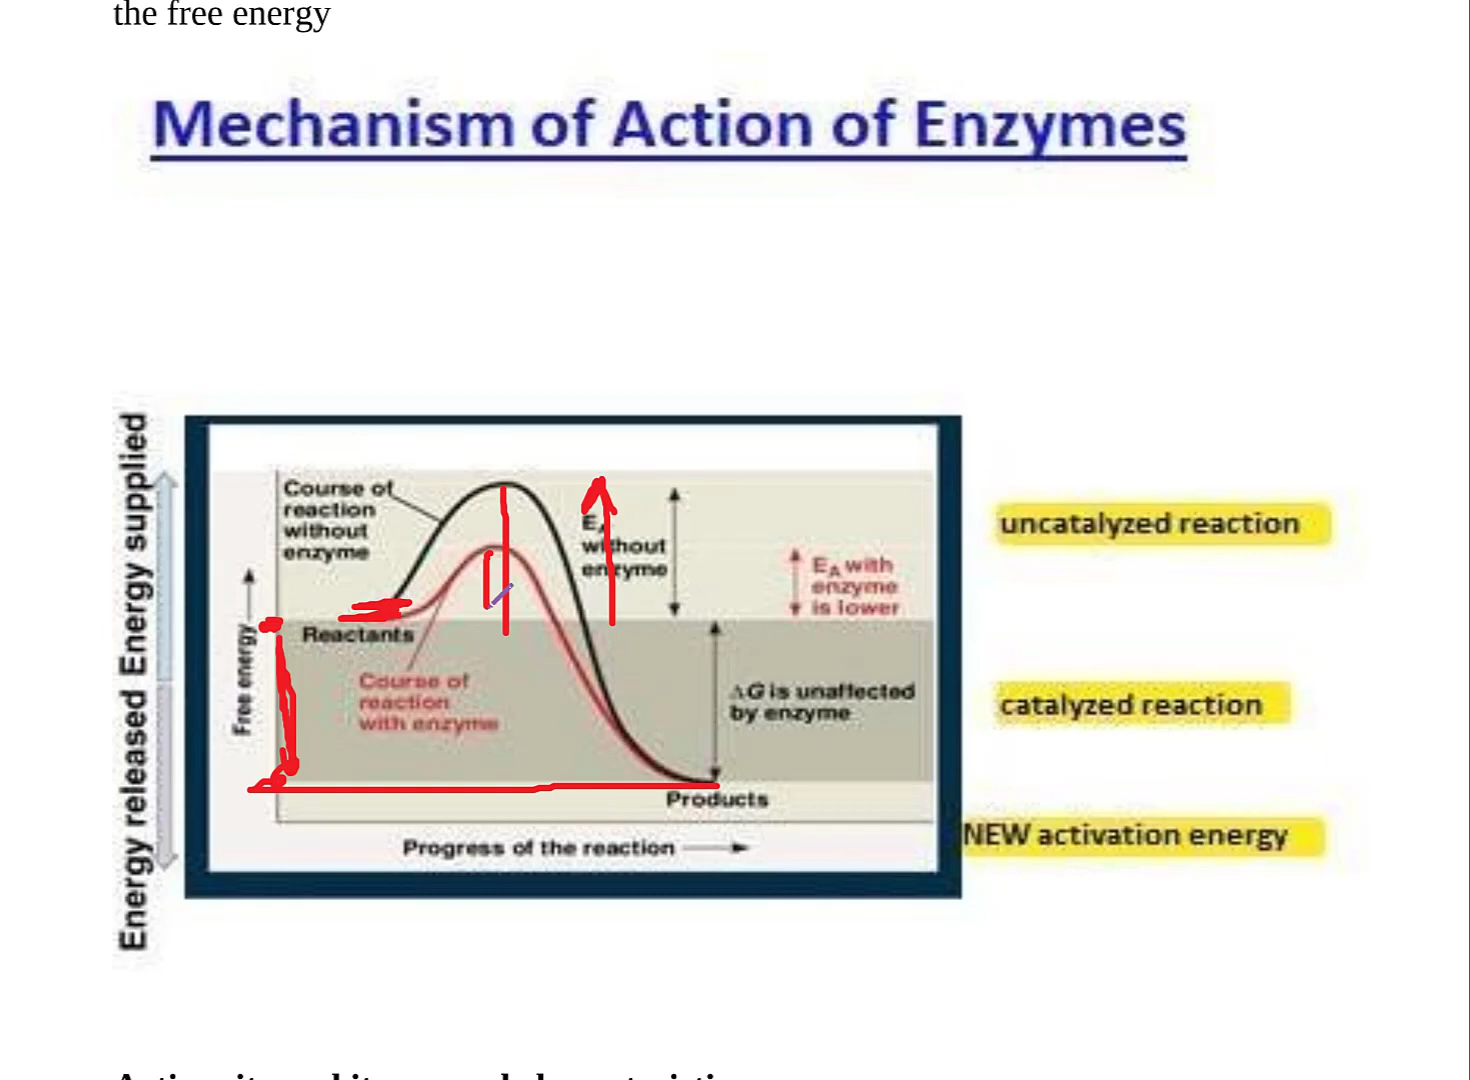 the free energy
Mechanism of Action of Enzymes
Energy supplied
Energy released
Free energy
Course of
reaction
without
enzyme
EA
without
enzyme
EA with
enzyme
is lower
Reactants
Course of
reaction
with enzyme
ΔG is unaffected
by enzyme
Products
Progress of the reaction
uncatalyzed reaction
catalyzed reaction
NEW activation energy